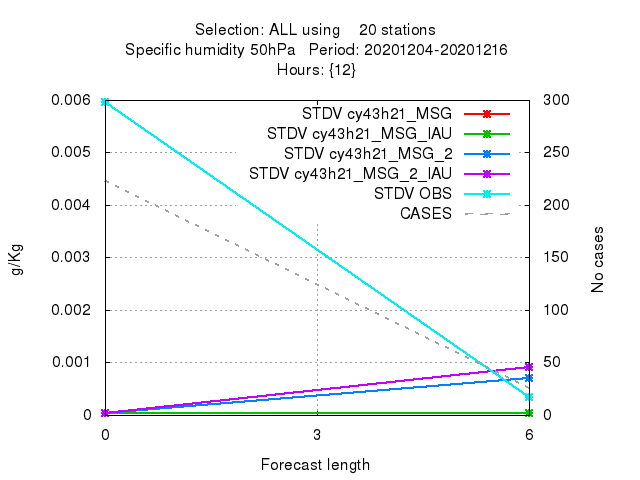 Selection: ALL using    20 stations
Specific humidity 50hPa   Period: 20201204-20201216
Hours: {12}
STDV cy43h21_MSG
STDV cy43h21_MSG_IAU
STDV cy43h21_MSG_2
STDV cy43h21_MSG_2_IAU
STDV OBS
CASES
g/Kg
0.006
0.005
0.004
0.003
0.002
0.001
0
300
250
200
150
100
50
0
No cases
0
3
6
Forecast length